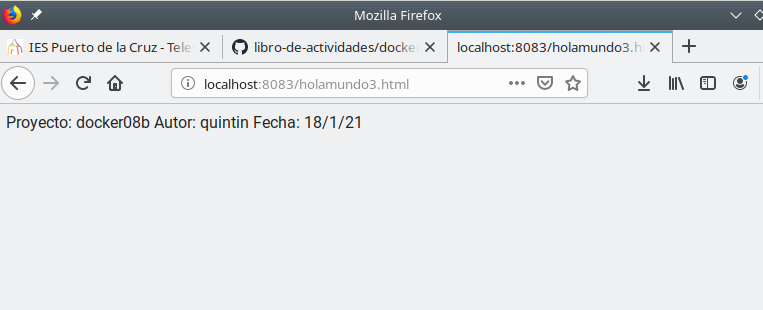 Mozilla Firefox
IES Puerto de la Cruz - Tele
libro-de-actividades/docke
localhost:8083/holamundo3.h
localhost:8083/holamundo3.html
Proyecto: docker08b Autor: quintin Fecha: 18/1/21